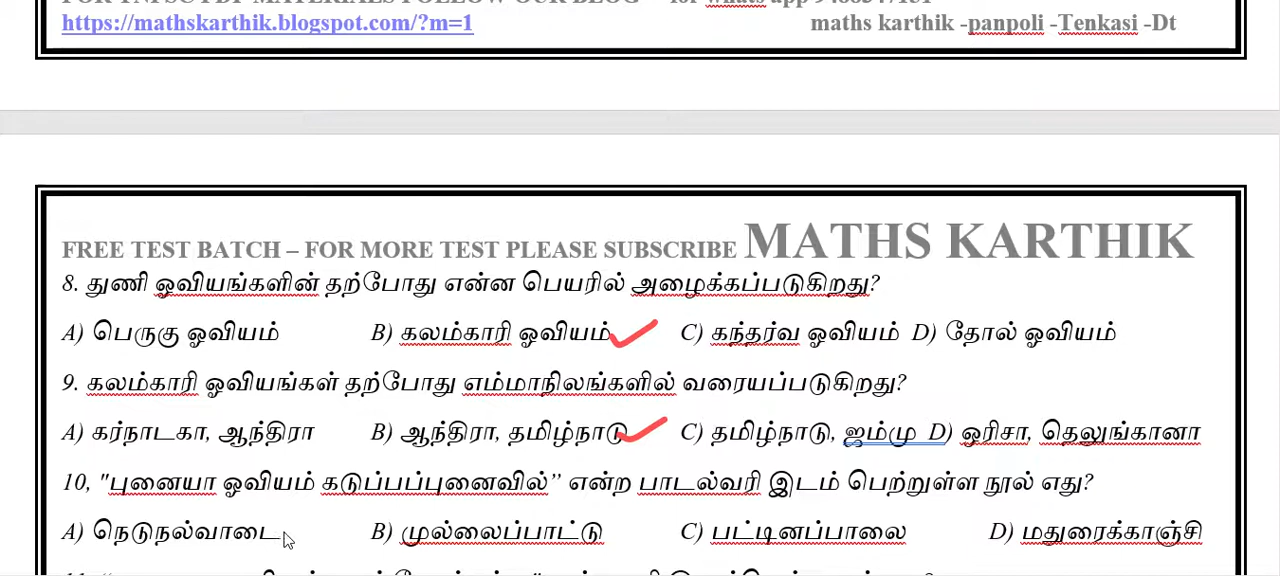 https://mathskarthik.blogspot.com/?m=1 maths karthik -panpoli -Tenkasi -Dt
FREE TEST BATCH – FOR MORE TEST PLEASE SUBSCRIBE MATHS KARTHIK
8. துணி ஓவியங்களின் தற்போது என்ன பெயரில் அழைக்கப்படுகிறது?
A) பெருகு ஓவியம் B) கலம்காரி ஓவியம் C) கந்தர்வ ஓவியம் D) தோல் ஓவியம்
9. கலம்காரி ஓவியங்கள் தற்போது எம்மாநிலங்களில் வரையப்படுகிறது?
A) கர்நாடகா, ஆந்திரா B) ஆந்திரா, தமிழ்நாடு C) தமிழ்நாடு, ஜம்மு D) ஒரிசா, தெலுங்கானா
10, "புனையா ஓவியம் கடுப்பப்புனைவில்” என்ற பாடல்வரி இடம் பெற்றுள்ள நூல் எது?
A) நெடுநல்வாடை B) முல்லைப்பாட்டு C) பட்டினப்பாலை D) மதுரைக்காஞ்சி